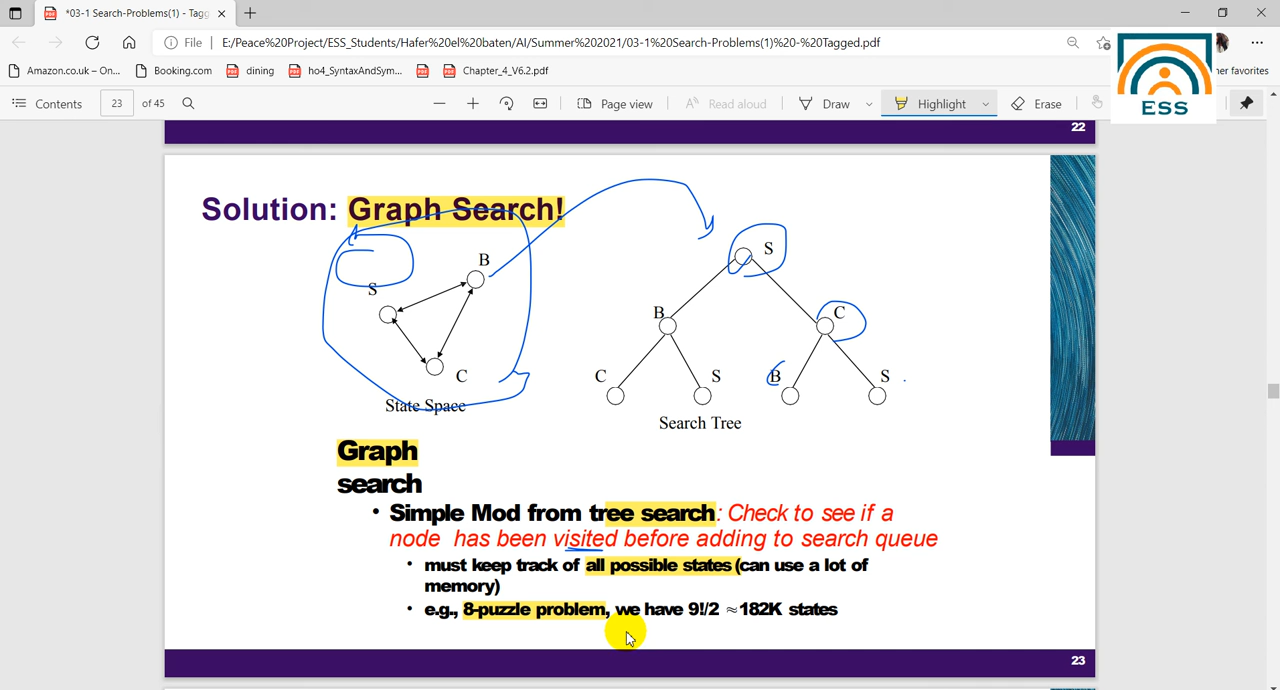 *03-1 Search-Problems(1) - Tagg
File
E:/Peace%20Project/ESS_Students/Hafer%20el%20baten/AI/Summer%202021/03-1%20Search-Problems(1)%20-%20Tagged.pdf
Amazon.co.uk – On...
Booking.com
dining
ho4_SyntaxAndSym...
Chapter_4_V6.2.pdf
her favorites
ESS
Contents
23
of 45
Page view
Read aloud
Draw
Highlight
Erase
22
Solution: Graph Search!
S
B
C
State Space
S
B
C
C
S
B
S
Search Tree
Graph
search
• Simple Mod from tree search: Check to see if a
node has been visited before adding to search queue
• must keep track of all possible states (can use a lot of
memory)
• e.g., 8-puzzle problem, we have 9!/2 ≈182K states
23